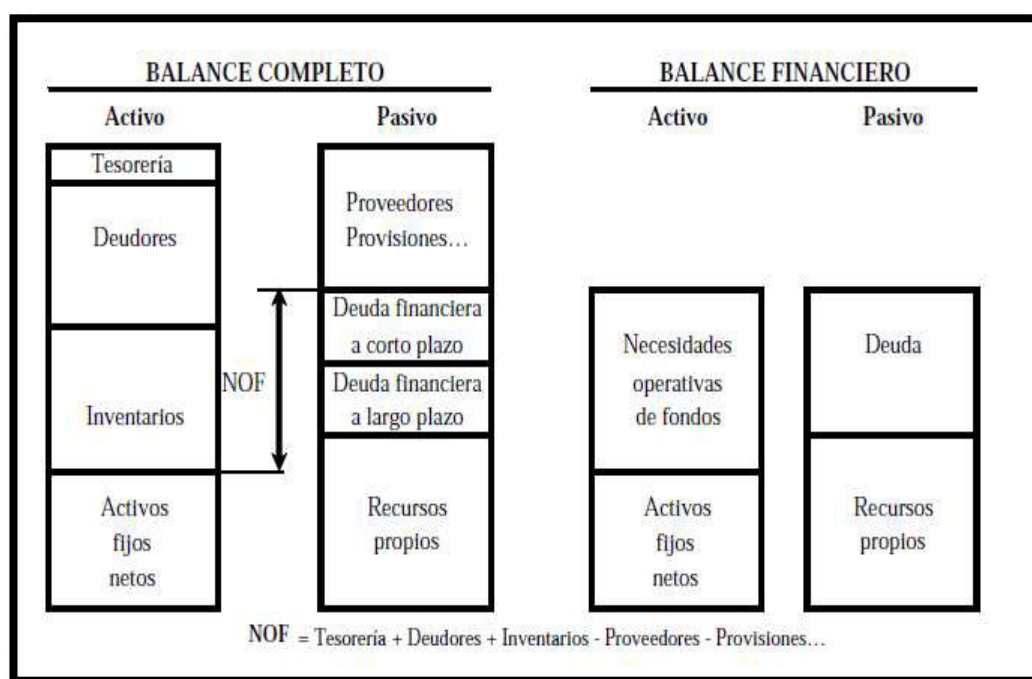 BALANCE COMPLETO
Activo
Pasivo
Tesorería
Deudores
Inventarios
Activos
fijos
netos
NOF
Proveedores
Provisiones…
Deuda financiera
a corto plazo
Deuda financiera
a largo plazo
Recursos
propios
BALANCE FINANCIERO
Activo
Pasivo
Necesidades
operativas
de fondos
Activos
fijos
netos
Deuda
Recursos
propios
NOF = Tesorería + Deudores + Inventarios - Proveedores - Provisiones…